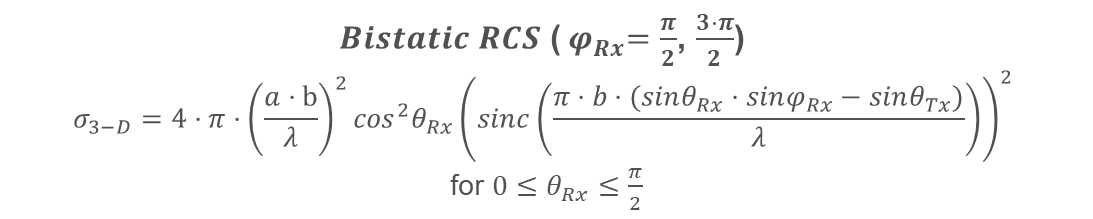 Bistatic RCS ( φ_Rx = π/2, 3·π/2)
σ_3−D = 4 · π · (a · b/λ)^2 cos^2θ_Rx (sinc (π · b · (sinθ_Rx · sinφ_Rx − sinθ_Tx)/λ))^2
for 0 ≤ θ_Rx ≤ π/2